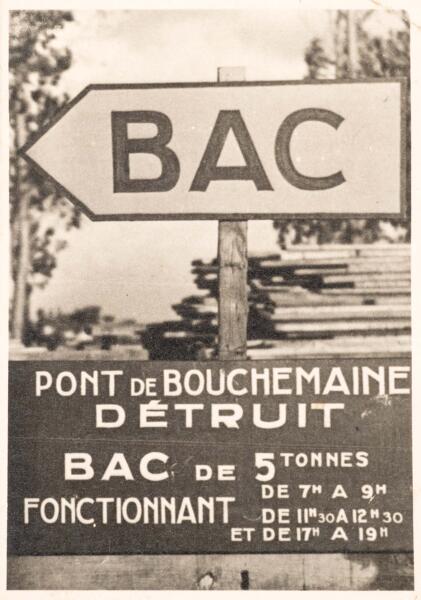 BAC
PONT DE BOUCHEMAINE
DÉTRUIT
BAC DE 5 TONNES
FONCTIONNANT DE 7H A 9H
DE 11H30 A 12H30
ET DE 17H A 19H